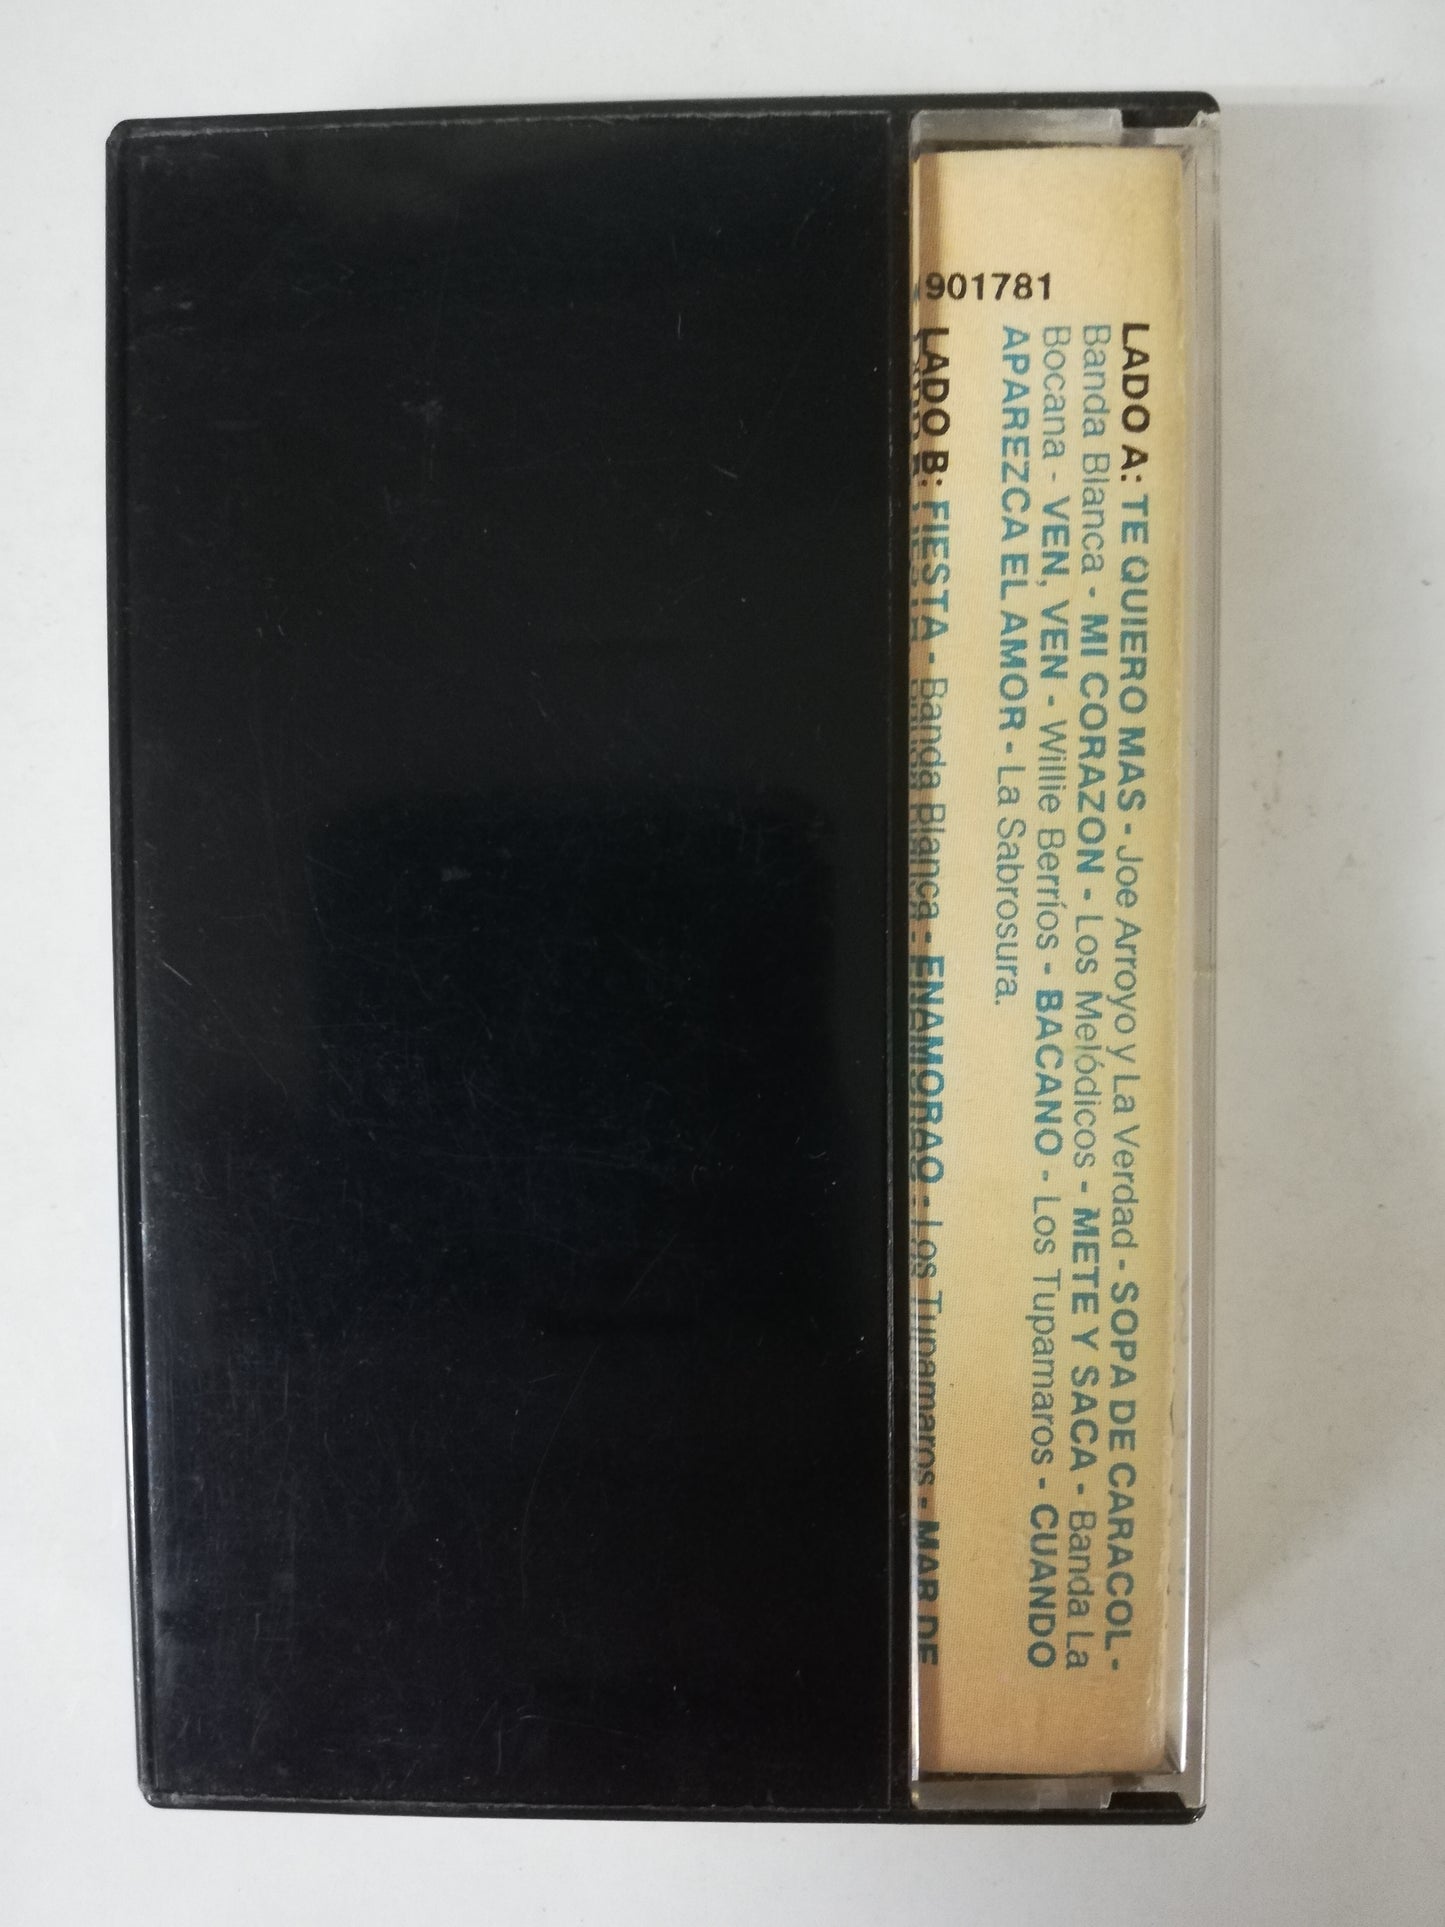 901781
LADO A: TE QUIERO MAS - Joe Arroyo y La Verdad - SOPA DE CARACOL -
Banda Blanca - MI CORAZON - Los Melódicos - METE Y SACA - Banda La
Bocana - VEN, VEN - Willie Berríos - BACANO - Los Tupamaros - CUANDO
APAREZCA EL AMOR - La Sabrosura.
LADO B: FIESTA - Banda Blanca - ENAMORAO - Los Tupamaros - MAR DE